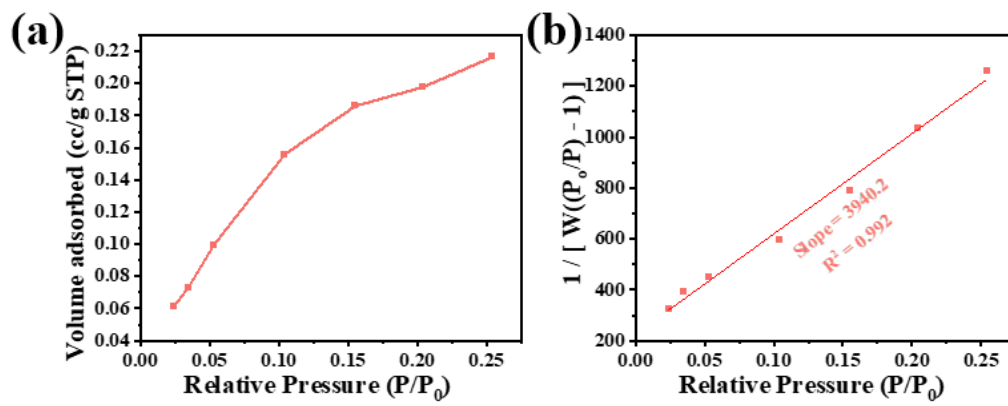 (a)
Volume adsorbed (cc/g STP)
0.22
0.20
0.18
0.16
0.14
0.12
0.10
0.08
0.06
0.04
0.00 0.05 0.10 0.15 0.20 0.25
Relative Pressure (P/P₀)
(b)
1 / [ W((Pₒ/P) - 1) ]
1400
1200
1000
800
600
400
200
0.05 0.10 0.15 0.20 0.25
Relative Pressure (P/P₀)
Slope = 3940.2
R² = 0.992